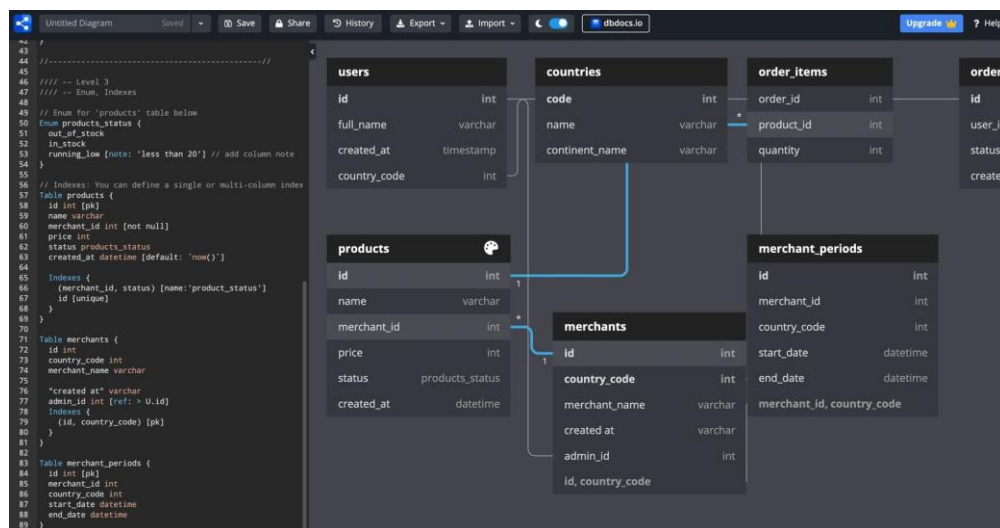 Untitled Diagram Saved Save Share History Export Import dbdocs.io Upgrade ? Help
42 }
43
44 //----------------------------------------------//
45
46 //// -- Level 3
47 //// -- Enum, Indexes
48
49 // Enum for 'products' table below
50 Enum products_status {
51 out_of_stock
52 in_stock
53 running_low [note: 'less than 20'] // add column note
54 }
55
56 // Indexes: You can define a single or multi-column index
57 Table products {
58 id int [pk]
59 name varchar
60 merchant_id int [not null]
61 price int
62 status products_status
63 created_at datetime [default: `now()`]
64
65 Indexes {
66 (merchant_id, status) [name:'product_status']
67 id [unique]
68 }
69 }
70
71 Table merchants {
72 id int
73 country_code int
74 merchant_name varchar
75
76 "created at" varchar
77 admin_id int [ref: > U.id]
78 Indexes {
79 (id, country_code) [pk]
80 }
81 }
82
83 Table merchant_periods {
84 id int [pk]
85 merchant_id int
86 country_code int
87 start_date datetime
88 end_date datetime
89 }
users
id int
full_name varchar
created_at timestamp
country_code int
countries
code int
name varchar
continent_name varchar
*
order_items
order_id int
product_id int
quantity int
order
id
user_i
status
create
products
id int
1
name varchar
merchant_id int
*
price int
status products_status
created_at datetime
merchants
1
id int
country_code int
merchant_name varchar
created at varchar
admin_id int
id, country_code
merchant_periods
id int
merchant_id int
country_code int
start_date datetime
end_date datetime
merchant_id, country_code